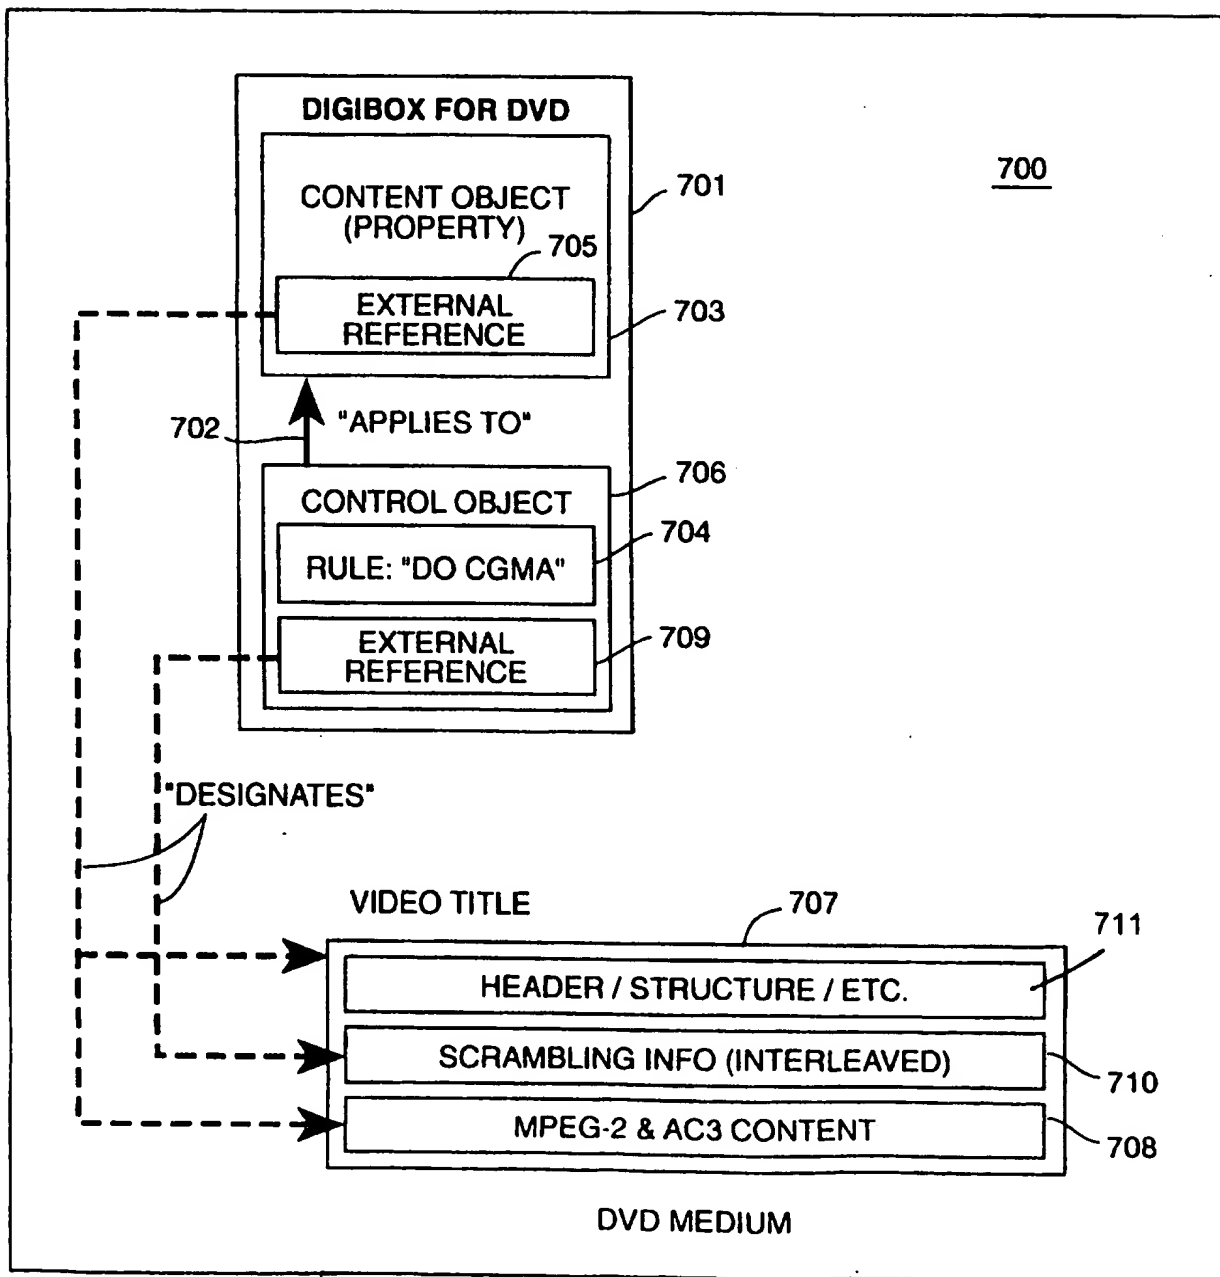 DIGIBOX FOR DVD
700
CONTENT OBJECT
(PROPERTY)
701
705
EXTERNAL
REFERENCE
703
702
"APPLIES TO"
706
CONTROL OBJECT
704
RULE: "DO CGMA"
709
EXTERNAL
REFERENCE
"DESIGNATES"
VIDEO TITLE
707
711
HEADER / STRUCTURE / ETC.
SCRAMBLING INFO (INTERLEAVED)
710
MPEG-2 & AC3 CONTENT
708
DVD MEDIUM